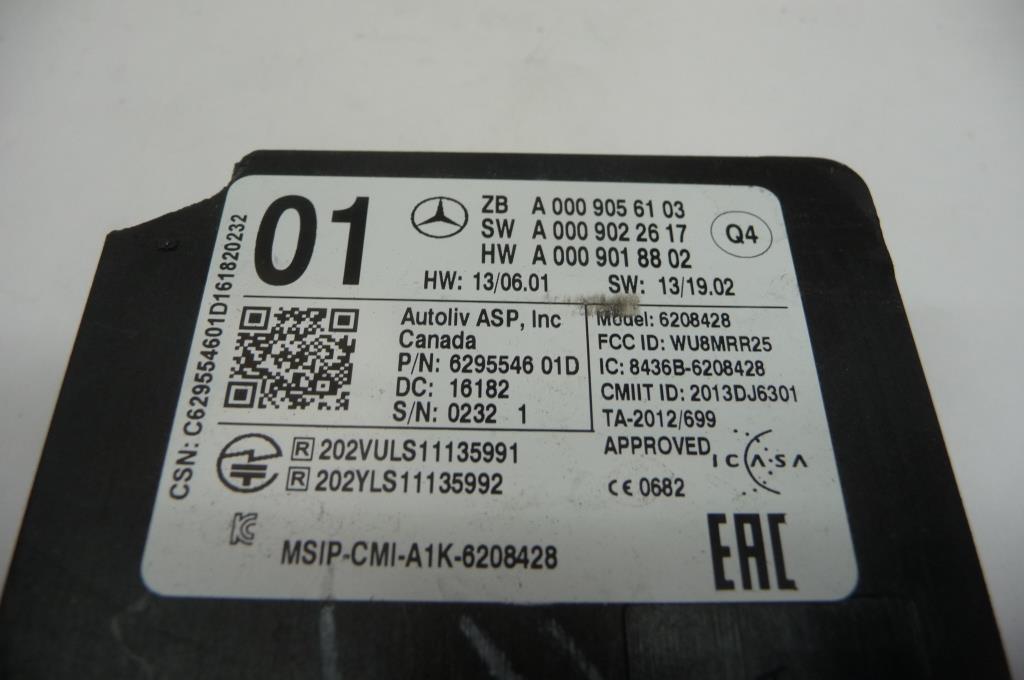 01
ZB A 000 905 61 03
SW A 000 902 26 17
HW A 000 901 88 02
Q4
HW: 13/06.01 SW: 13/19.02
CSN: C629554601D161820232
Autoliv ASP, Inc
Canada
P/N: 6295546 01D
DC: 16182
S/N: 0232 1
Model: 6208428
FCC ID: WU8MRR25
IC: 8436B-6208428
CMIIT ID: 2013DJ6301
TA-2012/699
APPROVED
ICASA
R 202VULS11135991
R 202YLS11135992
CE 0682
MSIP-CMI-A1K-6208428
EAC